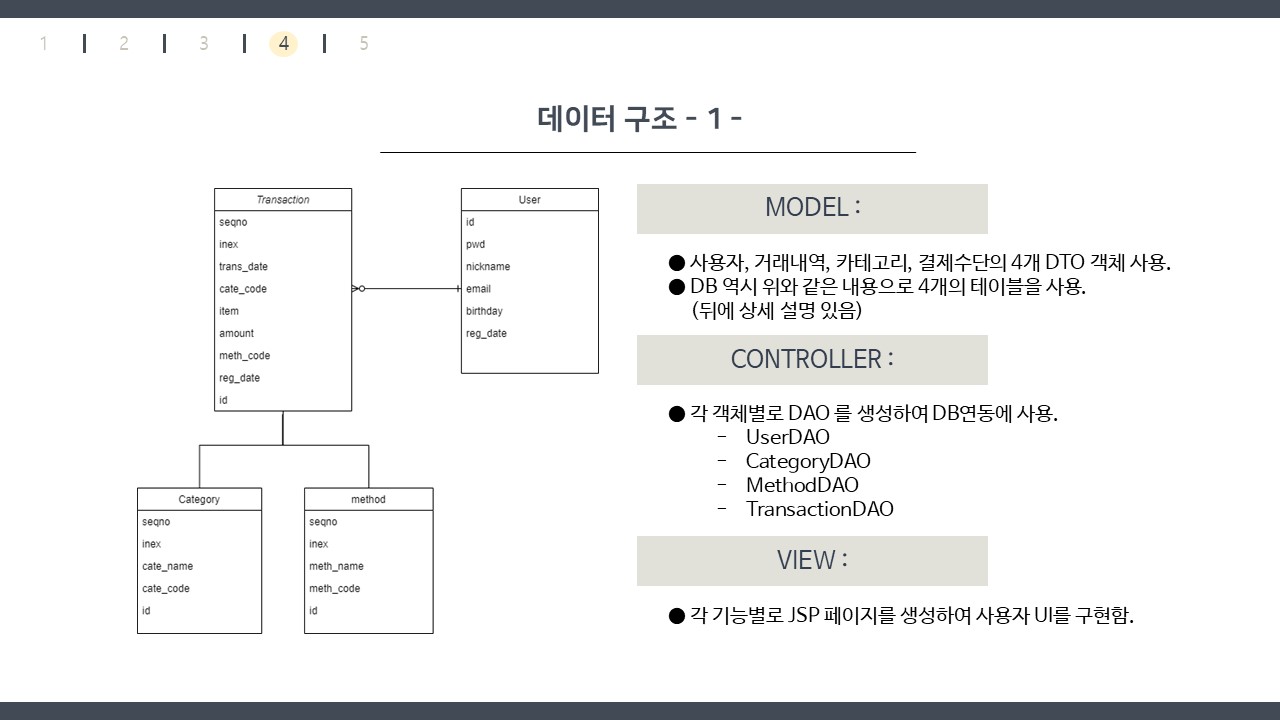 1 | 2 | 3 | 4 | 5
데이터 구조 - 1 -
Transaction
seqno
inex
trans_date
cate_code
item
amount
meth_code
reg_date
id
User
id
pwd
nickname
email
birthday
reg_date
Category
seqno
inex
cate_name
cate_code
id
method
seqno
inex
meth_name
meth_code
id
MODEL :
● 사용자, 거래내역, 카테고리, 결제수단의 4개 DTO 객체 사용.
● DB 역시 위와 같은 내용으로 4개의 테이블을 사용.
(뒤에 상세 설명 있음)
CONTROLLER :
● 각 객체별로 DAO 를 생성하여 DB연동에 사용.
- UserDAO
- CategoryDAO
- MethodDAO
- TransactionDAO
VIEW :
● 각 기능별로 JSP 페이지를 생성하여 사용자 UI를 구현함.